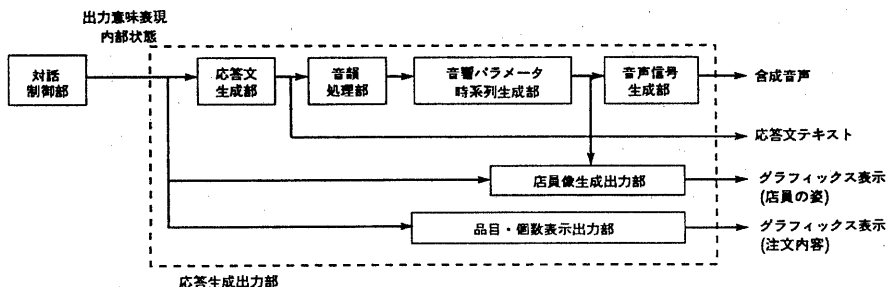 出力意味表現
内部状態
対話
制御部
応答文
生成部
音韻
処理部
音響パラメータ
時系列生成部
音声信号
生成部
合成音声
応答文テキスト
店員像生成出力部
グラフィックス表示
(店員の姿)
品目・個数表示出力部
グラフィックス表示
(注文内容)
応答生成出力部